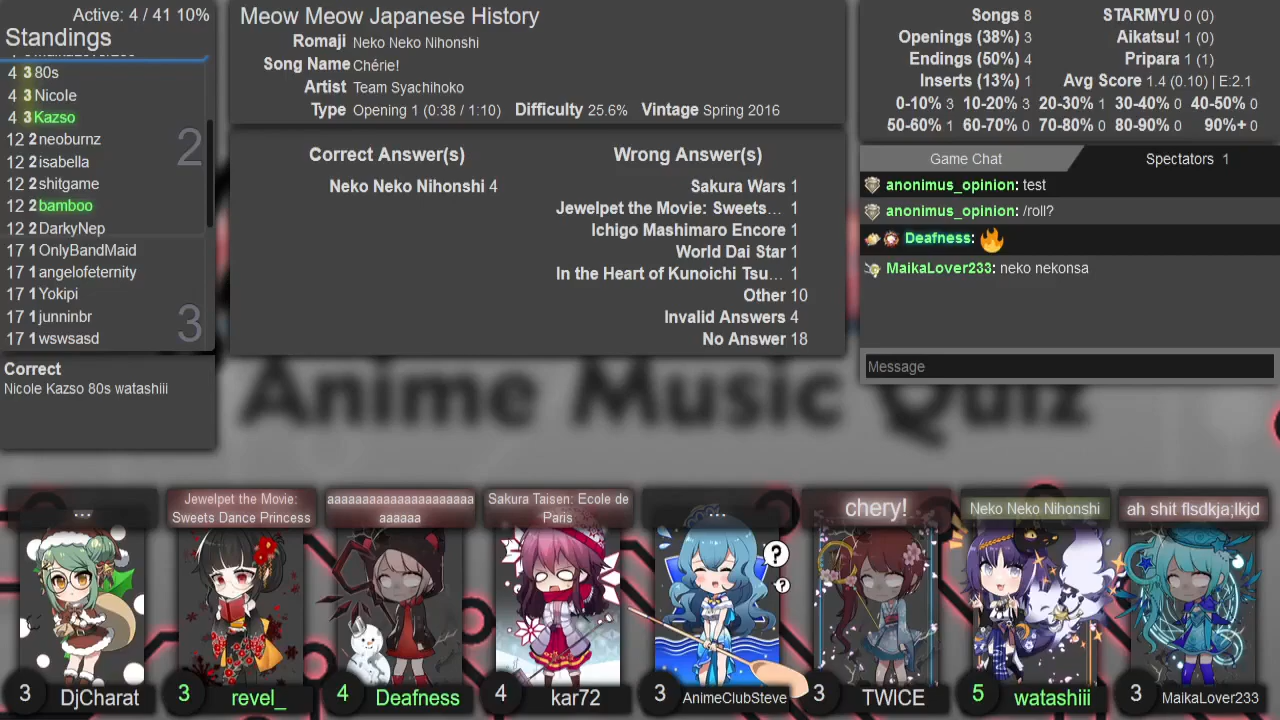 Active: 4 / 41 10%
Standings
4 3 80s
4 3 Nicole
4 3 Kazso
12 2 neoburnz
12 2 isabella
12 2 shitgame
12 2 bamboo
12 2 DarkyNep
17 1 OnlyBandMaid
17 1 angelofeternity
17 1 Yokipi
17 1 junninbr
17 1 wswsasd
2
3
Correct
Nicole Kazso 80s watashiii
Meow Meow Japanese History
Romaji Neko Neko Nihonshi
Song Name Chérie!
Artist Team Syachihoko
Type Opening 1 (0:38 / 1:10) Difficulty 25.6% Vintage Spring 2016
Correct Answer(s)
Neko Neko Nihonshi 4
Wrong Answer(s)
Sakura Wars 1
Jewelpet the Movie: Sweets... 1
Ichigo Mashimaro Encore 1
World Dai Star 1
In the Heart of Kunoichi Tsu... 1
Other 10
Invalid Answers 4
No Answer 18
Songs 8 STARMYU 0 (0)
Openings (38%) 3 Aikatsu! 1 (0)
Endings (50%) 4 Pripara 1 (1)
Inserts (13%) 1 Avg Score 1.4 (0.10) | E:2.1
0-10% 3 10-20% 3 20-30% 1 30-40% 0 40-50% 0
50-60% 1 60-70% 0 70-80% 0 80-90% 0 90%+ 0
Game Chat Spectators 1
anonimus_opinion: test
anonimus_opinion: /roll?
Deafness: 🔥
MaikaLover233: neko nekonsa
Message
Anime Music Quiz
...
Jewelpet the Movie:
Sweets Dance Princess
aaaaaaaaaaaaaaaaaaaaa
aaaaaa
Sakura Taisen: Ecole de
Paris
...
chery!
Neko Neko Nihonshi
ah shit flsdkja;lkjd
? ?
3 DjCharat
3 revel_
4 Deafness
4 kar72
3 AnimeClubSteve
3 TWICE
5 watashiii
3 MaikaLover233